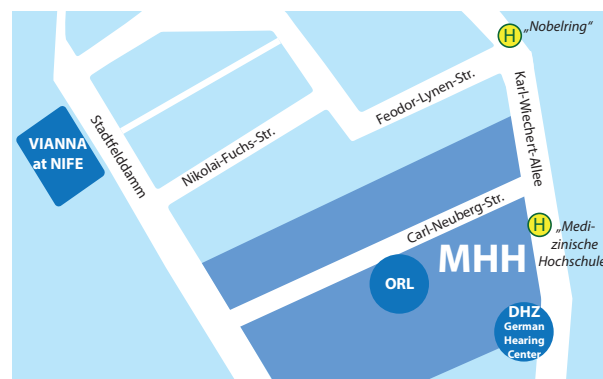 H „Nobelring“
Feodor-Lynen-Str.
Karl-Wiechert-Allee
Stadtfelddamm
VIANNA
at NIFE
Nikolai-Fuchs-Str.
Carl-Neuberg-Str.
H „Medi-
zinische
Hochschule
MHH
ORL
DHZ
German
Hearing
Center